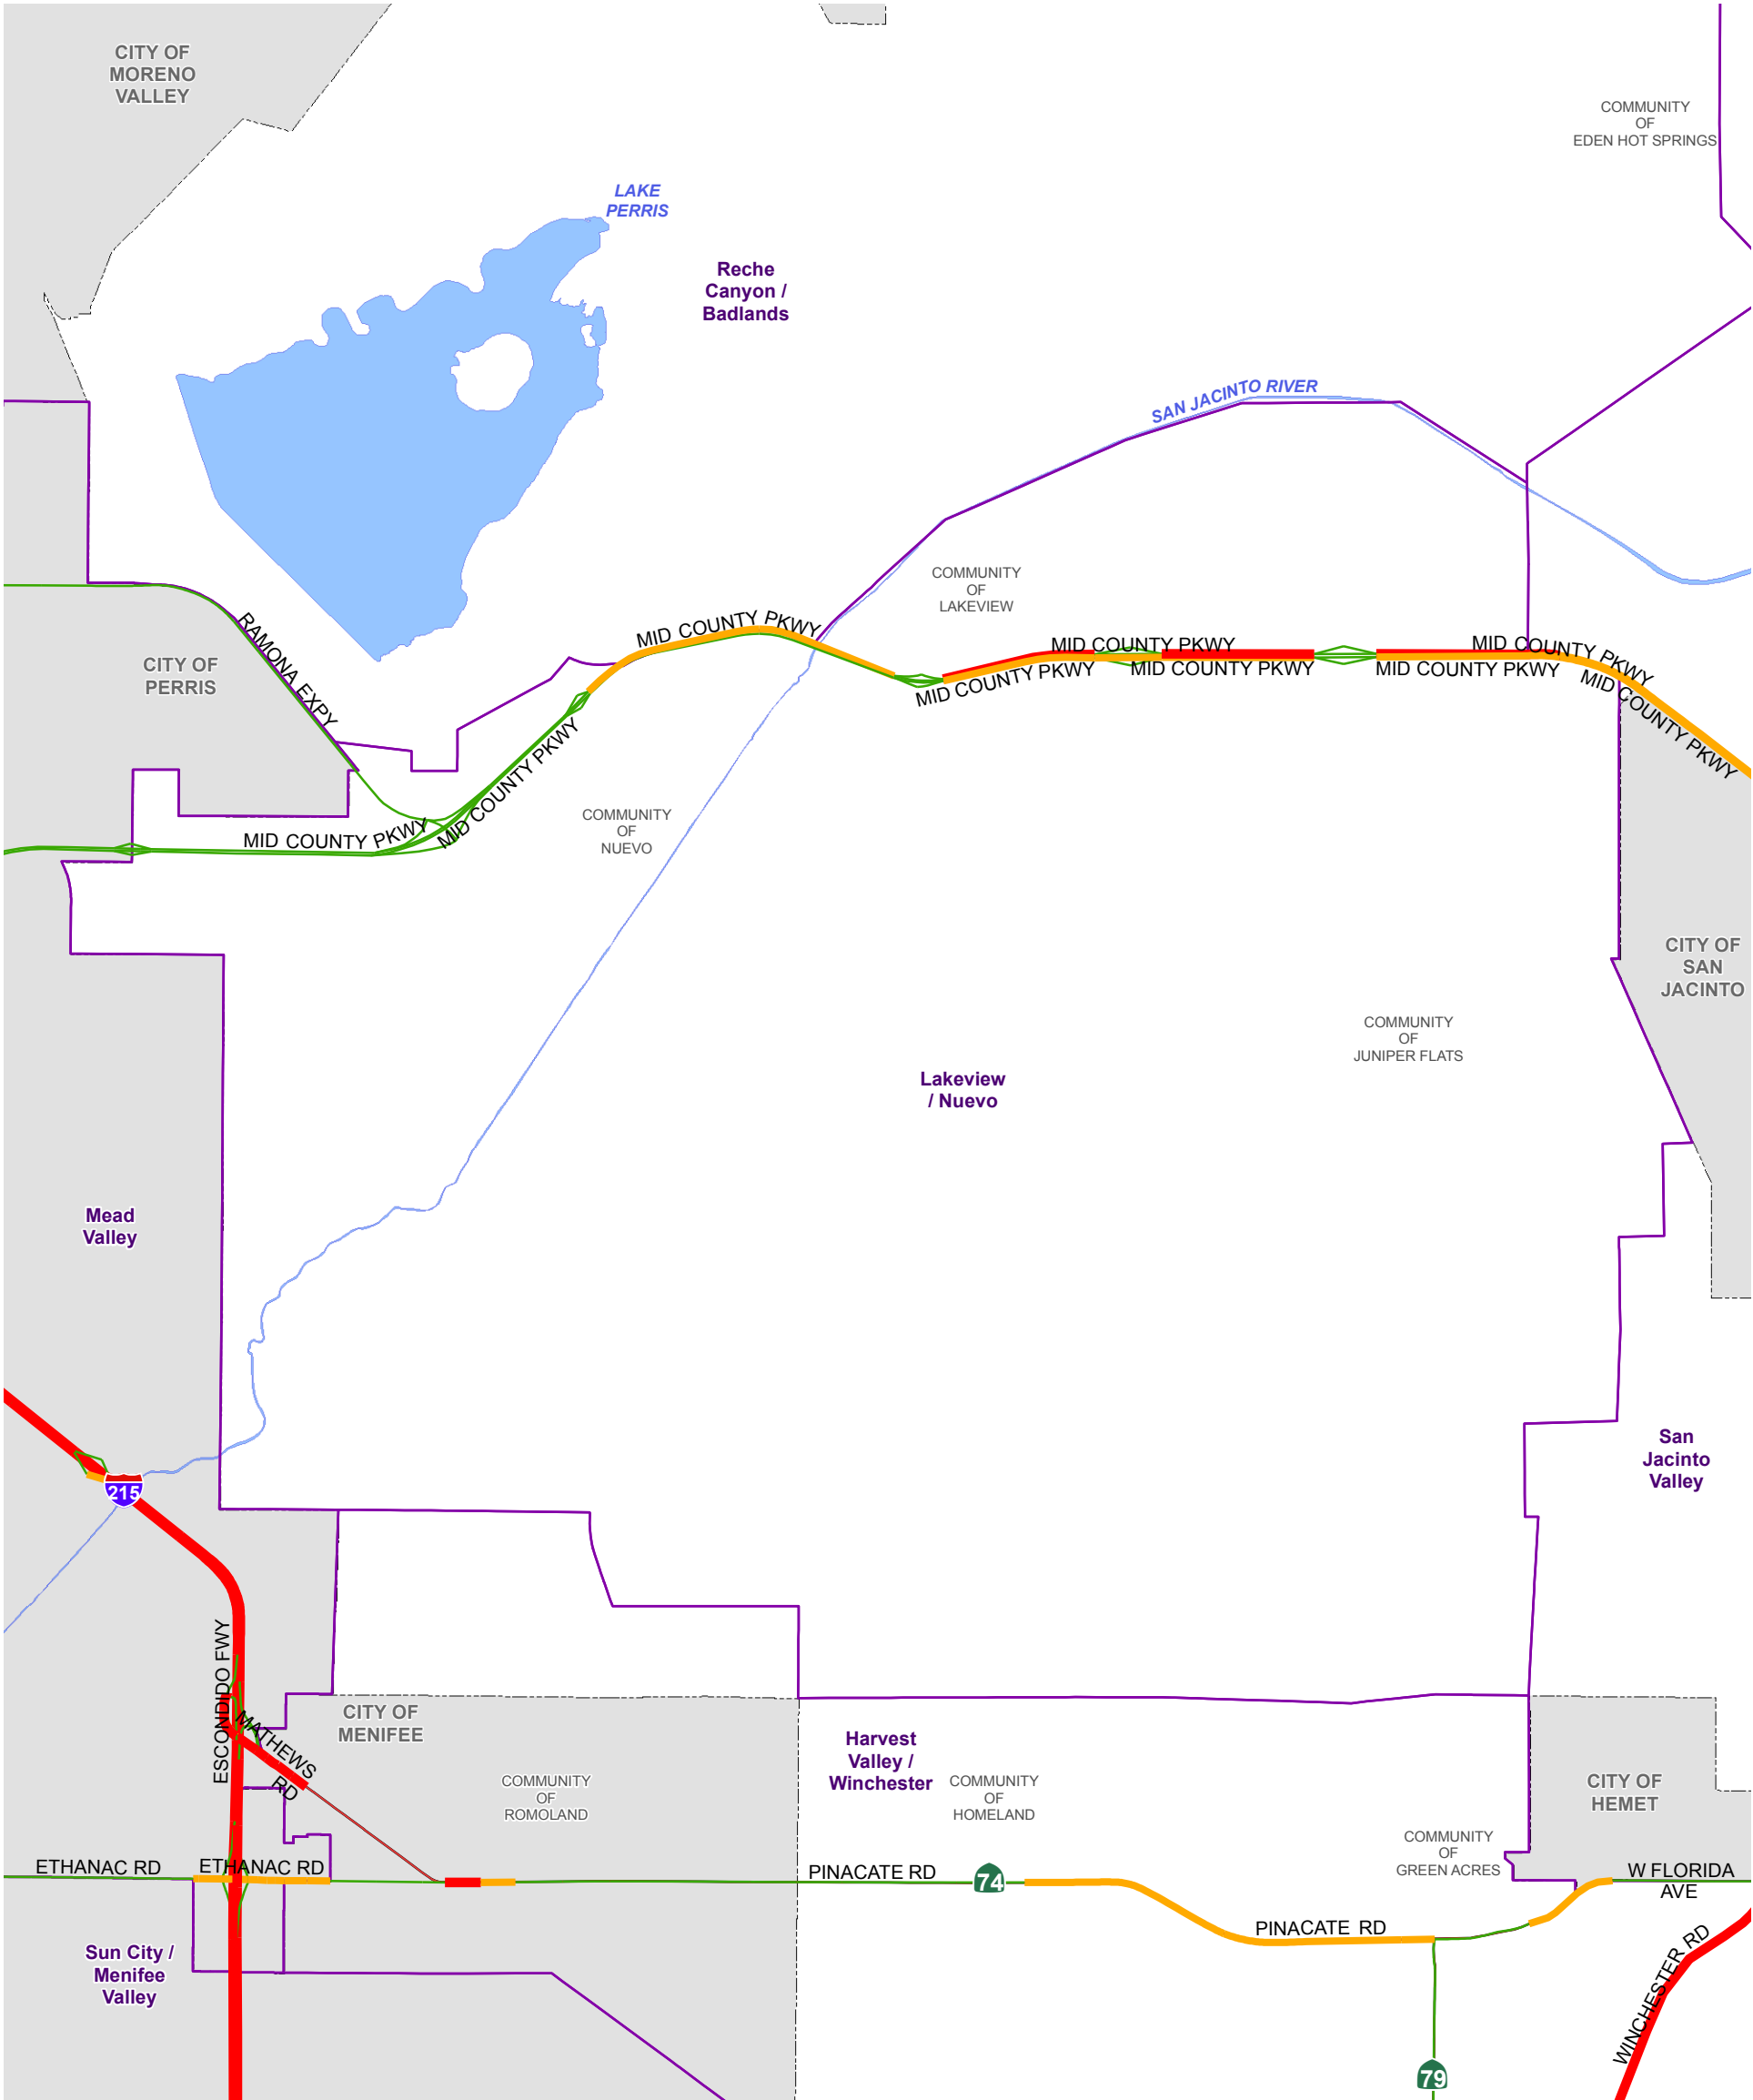 CITY OF
MORENO
VALLEY
COMMUNITY
OF
EDEN HOT SPRINGS
LAKE
PERRIS
Reche
Canyon /
Badlands
SAN JACINTO RIVER
COMMUNITY
OF
LAKEVIEW
RAMONA EXPY
MID COUNTY PKWY
MID COUNTY PKWY
MID COUNTY PKWY
CITY OF
PERRIS
MID COUNTY PKWY
MID COUNTY PKWY
MID COUNTY PKWY
MID COUNTY PKWY
MID COUNTY PKWY
MID COUNTY PKWY
MID COUNTY PKWY
COMMUNITY
OF
NUEVO
CITY OF
SAN
JACINTO
COMMUNITY
OF
JUNIPER FLATS
Lakeview
/ Nuevo
Mead
Valley
San
Jacinto
Valley
215
ESCONDIDO FWY
MATHEWS
RD
CITY OF
MENIFEE
Harvest
Valley /
Winchester
COMMUNITY
OF
ROMOLAND
COMMUNITY
OF
HOMELAND
CITY OF
HEMET
COMMUNITY
OF
GREEN ACRES
ETHANAC RD
ETHANAC RD
PINACATE RD
74
W FLORIDA
AVE
PINACATE RD
WINCHESTER RD
Sun City /
Menifee
Valley
79